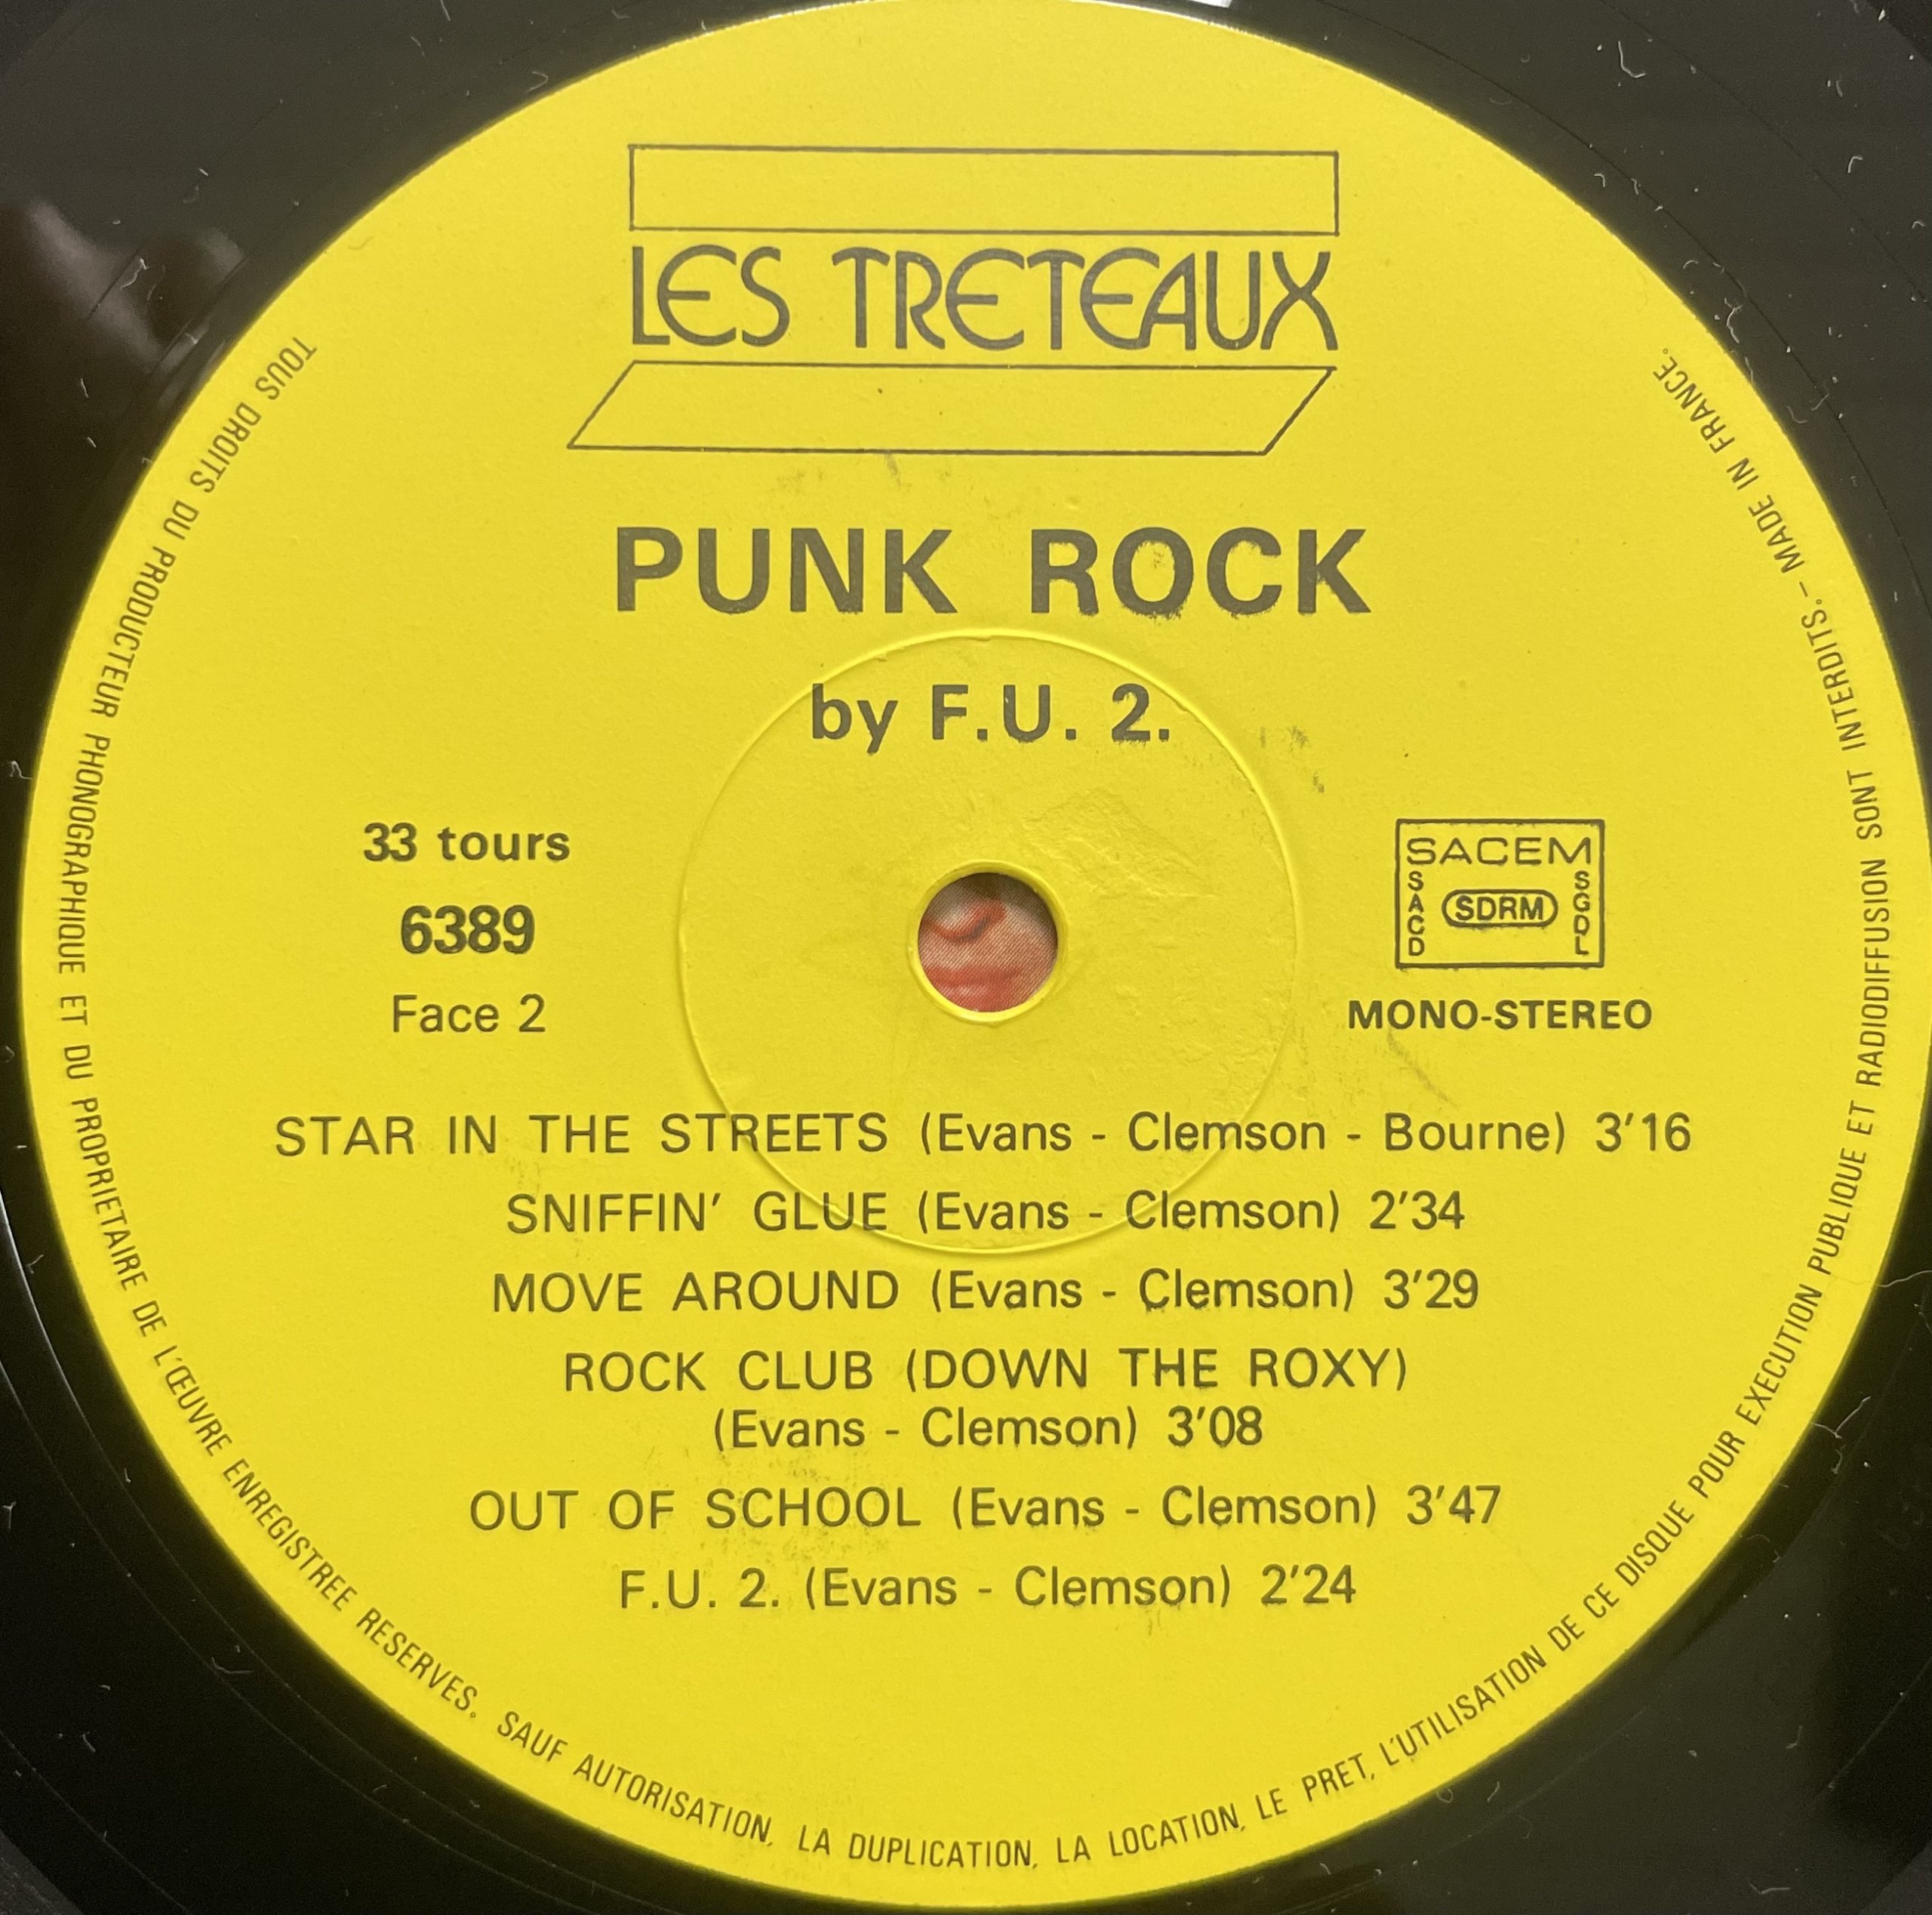 LES TRETEAUX
PUNK ROCK
by F.U. 2.
33 tours
6389
Face 2
SACEM
SACD
SDRM
SGDL
MONO-STEREO
STAR IN THE STREETS (Evans - Clemson - Bourne) 3'16
SNIFFIN' GLUE (Evans - Clemson) 2'34
MOVE AROUND (Evans - Clemson) 3'29
ROCK CLUB (DOWN THE ROXY)
(Evans - Clemson) 3'08
OUT OF SCHOOL (Evans - Clemson) 3'47
F.U. 2. (Evans - Clemson) 2'24
TOUS DROITS DU PRODUCTEUR PHONOGRAPHIQUE ET DU PROPRIETAIRE DE L'ŒUVRE ENREGISTREE RESERVES. SAUF AUTORISATION, LA DUPLICATION, LA LOCATION, LE PRET, L'UTILISATION DE CE DISQUE POUR EXECUTION PUBLIQUE ET RADIODIFFUSION SONT INTERDITS. - MADE IN FRANCE.